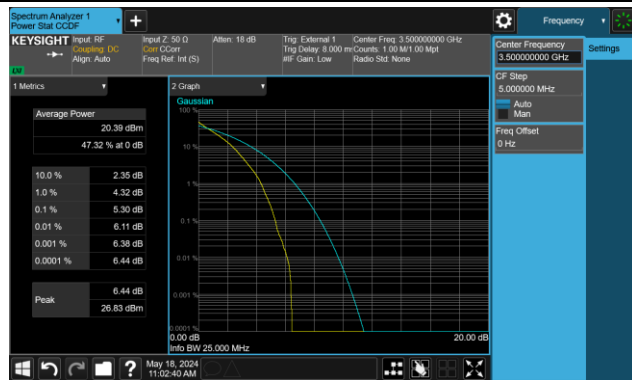 Spectrum Analyzer 1
Power Stat CCDF
Frequency
KEYSIGHT
Input: RF
Coupling: DC
Align: Auto
Input Z: 50 Ω
Corr CCorr
Freq Ref: Int (S)
Atten: 18 dB
Trig: External 1
Trig Delay: 8.000 m
#IF Gain: Low
Center Freq: 3.500000000 GHz
Counts: 1.00 M/1.00 Mpt
Radio Std: None
LV
Center Frequency
3.500000000 GHz
Settings
CF Step
5.000000 MHz
Auto
Man
Freq Offset
0 Hz
1 Metrics
Average Power
20.39 dBm
47.32 % at 0 dB
10.0 % 2.35 dB
1.0 % 4.32 dB
0.1 % 5.30 dB
0.01 % 6.11 dB
0.001 % 6.38 dB
0.0001 % 6.44 dB
Peak
6.44 dB
26.83 dBm
2 Graph
Gaussian
100 %
10 %
1 %
0.1 %
0.01 %
0.001 %
0.0001 %
0.00 dB
20.00 dB
Info BW 25.000 MHz
?
May 18, 2024
11:02:40 AM